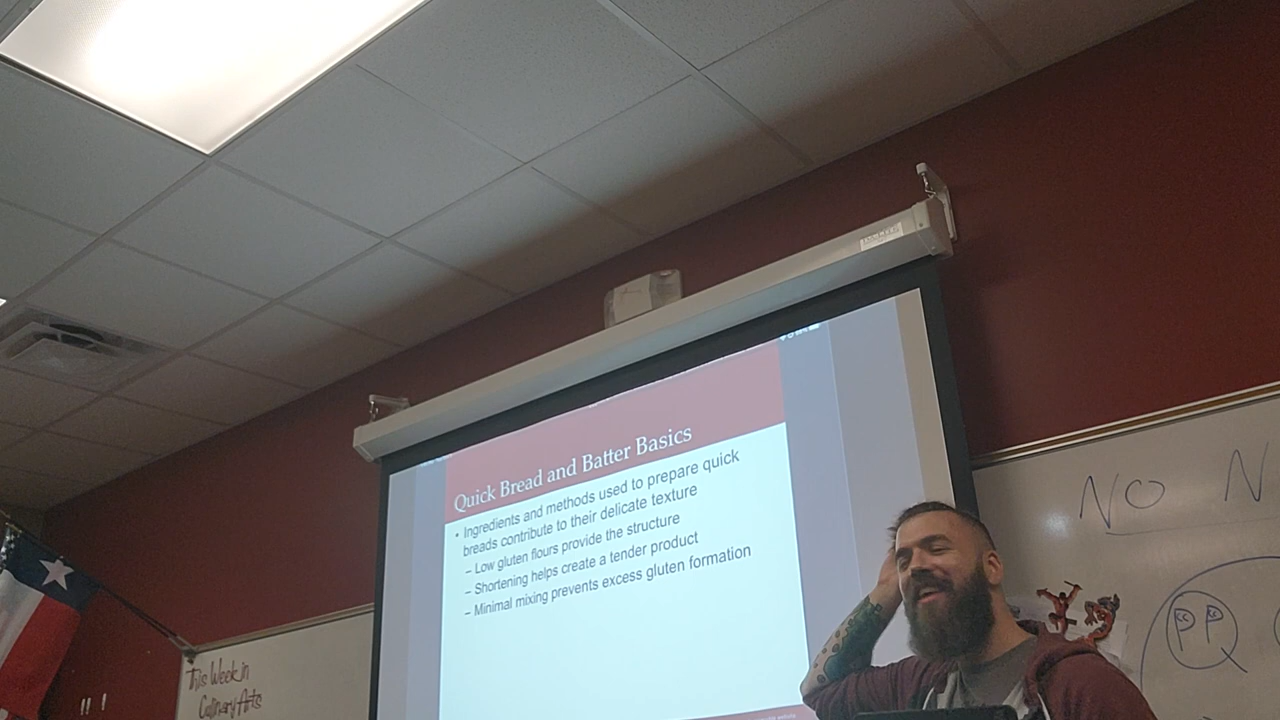 Quick Bread and Batter Basics
• Ingredients and methods used to prepare quick
breads contribute to their delicate texture
– Low gluten flours provide the structure
– Shortening helps create a tender product
– Minimal mixing prevents excess gluten formation
This Week in
Culinary Arts
NO N
PP